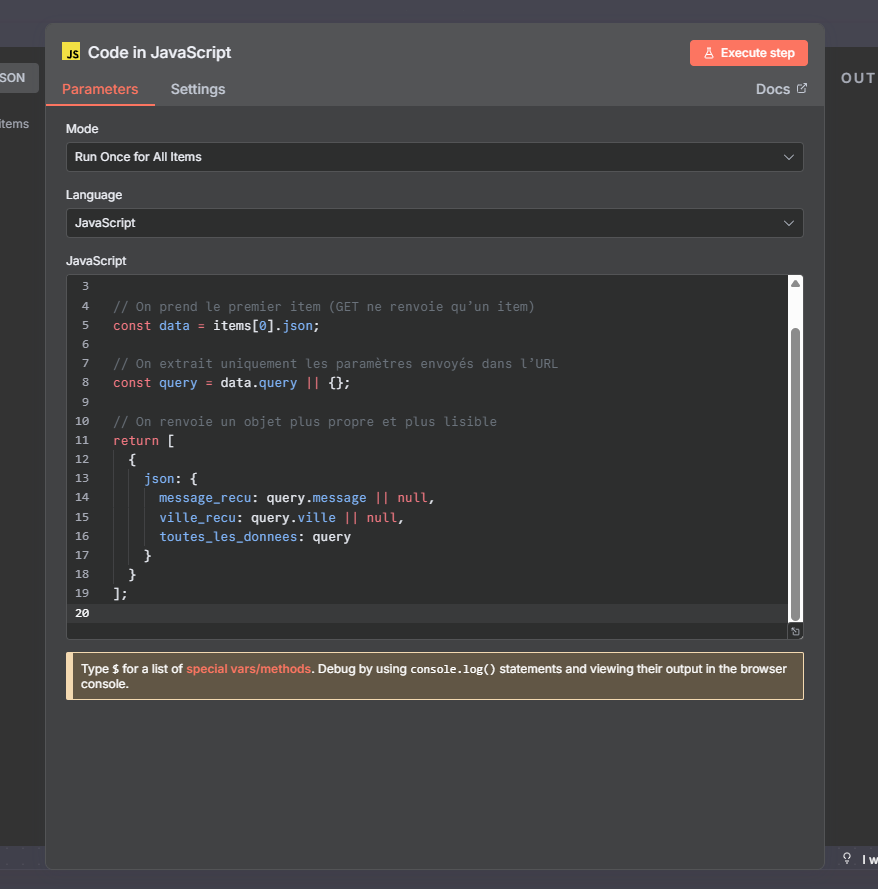 JS Code in JavaScript
Execute step
SON
OUT
Parameters
Settings
Docs
items
Mode
Run Once for All Items
Language
JavaScript
JavaScript
3
4 // On prend le premier item (GET ne renvoie qu’un item)
5 const data = items[0].json;
6
7 // On extrait uniquement les paramètres envoyés dans l’URL
8 const query = data.query || {};
9
10 // On renvoie un objet plus propre et plus lisible
11 return [
12 {
13 json: {
14 message_recu: query.message || null,
15 ville_recu: query.ville || null,
16 toutes_les_donnees: query
17 }
18 }
19 ];
20
Type $ for a list of special vars/methods. Debug by using console.log() statements and viewing their output in the browser
console.
I w